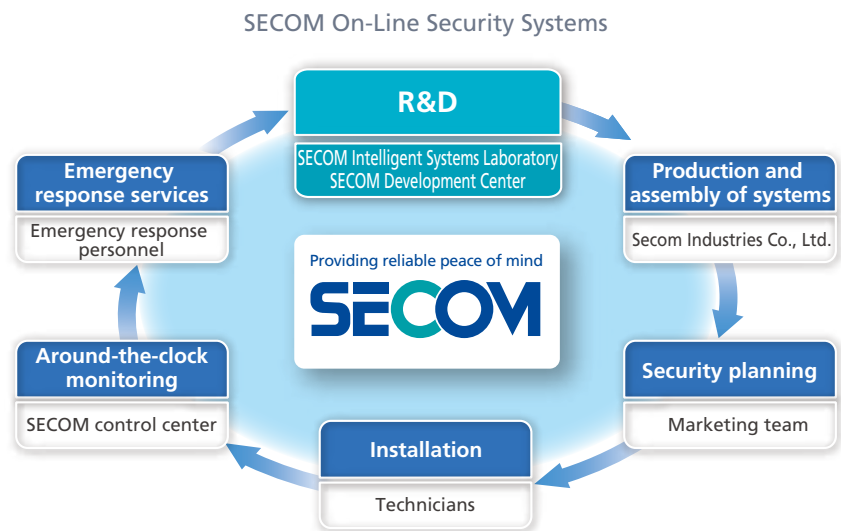 SECOM On-Line Security Systems
R&D
SECOM Intelligent Systems Laboratory
SECOM Development Center
Production and
assembly of systems
Secom Industries Co., Ltd.
Security planning
Marketing team
Installation
Technicians
Around-the-clock
monitoring
SECOM control center
Emergency
response services
Emergency response
personnel
Providing reliable peace of mind
SECOM